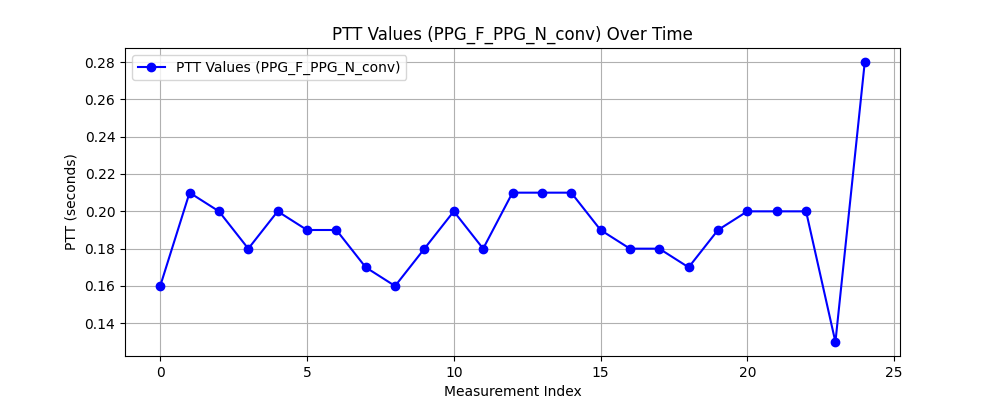 PTT Values (PPG_F_PPG_N_conv) Over Time
PTT Values (PPG_F_PPG_N_conv)
PTT (seconds)
0.28
0.26
0.24
0.22
0.20
0.18
0.16
0.14
0 5 10 15 20 25
Measurement Index